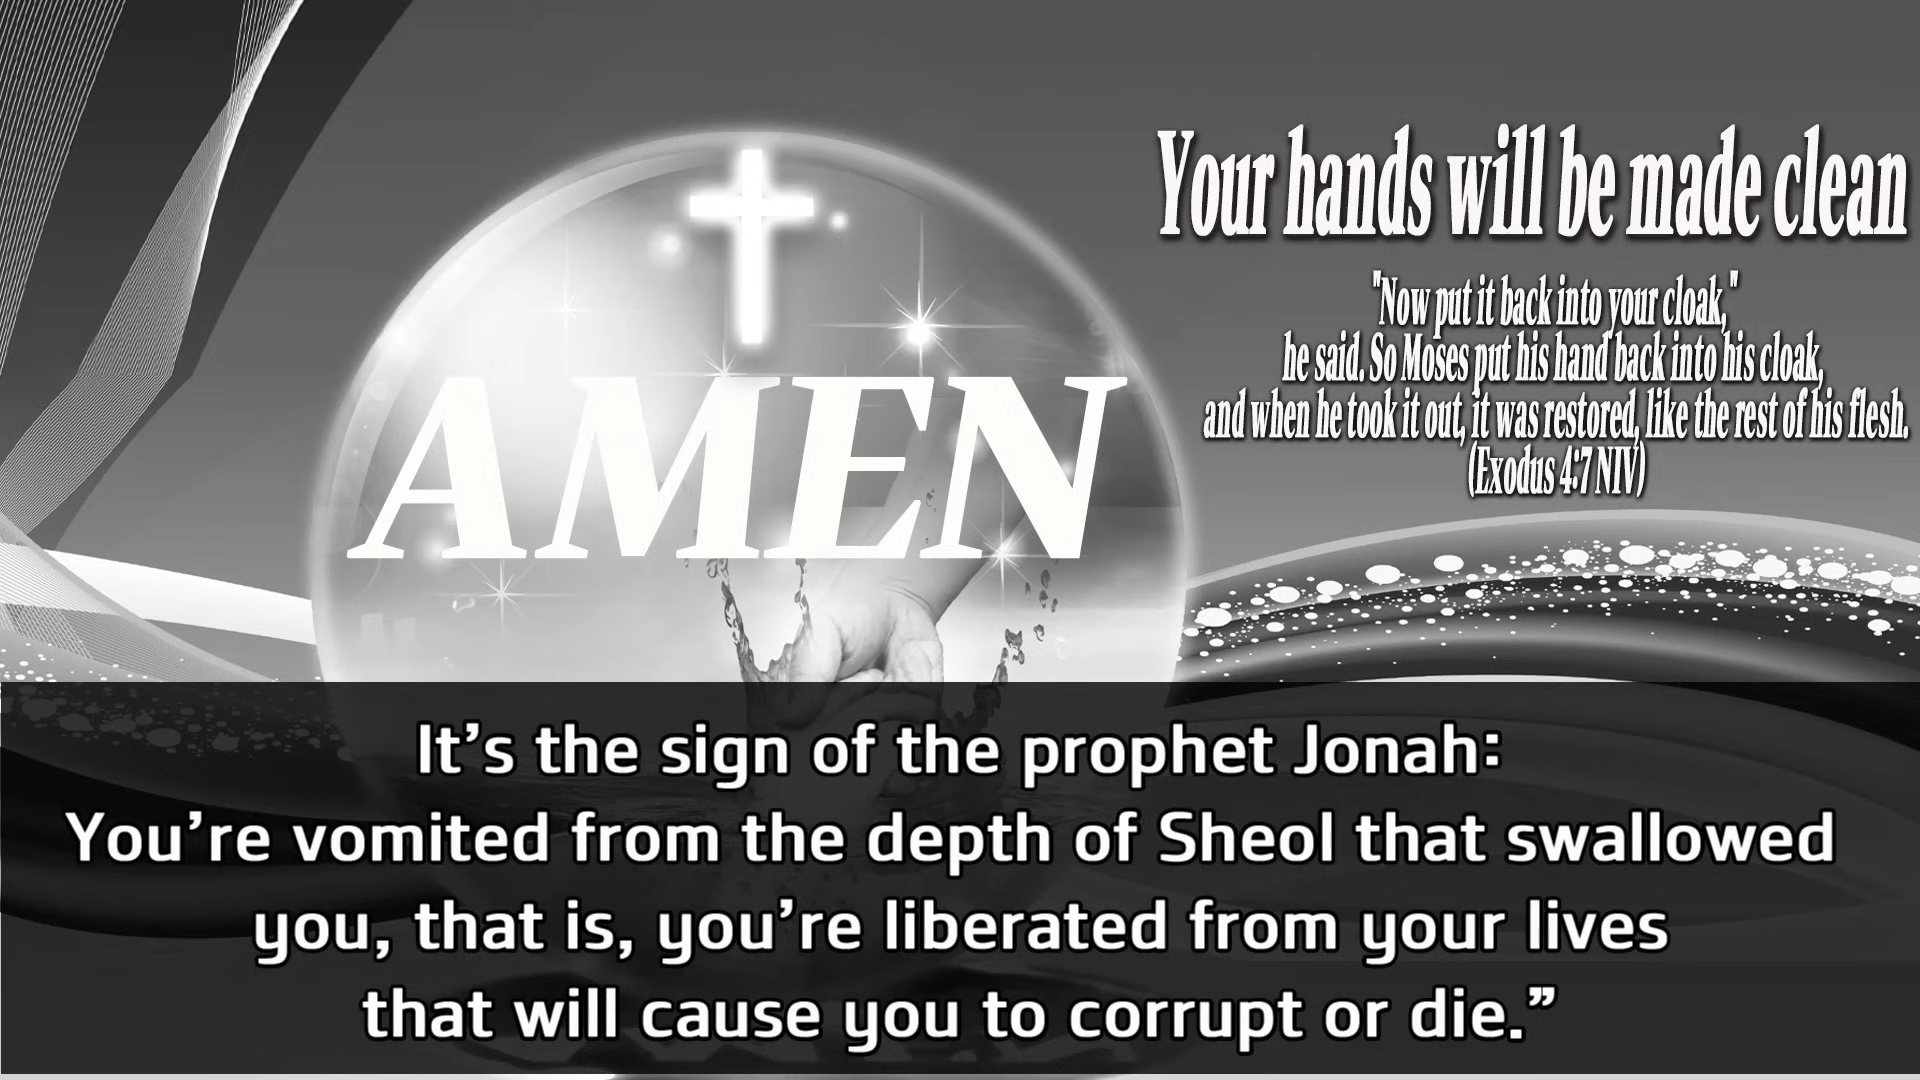 Your hands will be made clean
"Now put it back into your cloak,"
he said. So Moses put his hand back into his cloak,
and when he took it out, it was restored, like the rest of his flesh.
(Exodus 4:7 NIV)
AMEN
It’s the sign of the prophet Jonah:
You’re vomited from the depth of Sheol that swallowed
you, that is, you’re liberated from your lives
that will cause you to corrupt or die.”